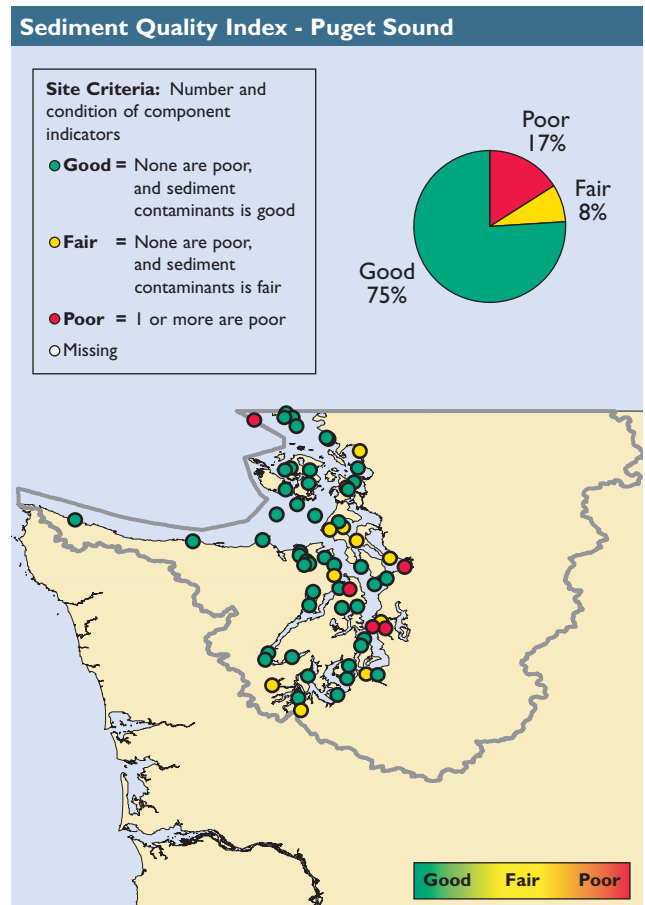 Sediment Quality Index - Puget Sound
Site Criteria: Number and
condition of component
indicators
Good = None are poor,
and sediment
contaminants is good
Fair = None are poor,
and sediment
contaminants is fair
Poor = 1 or more are poor
Missing
Poor
17%
Fair
8%
Good
75%
Good Fair Poor